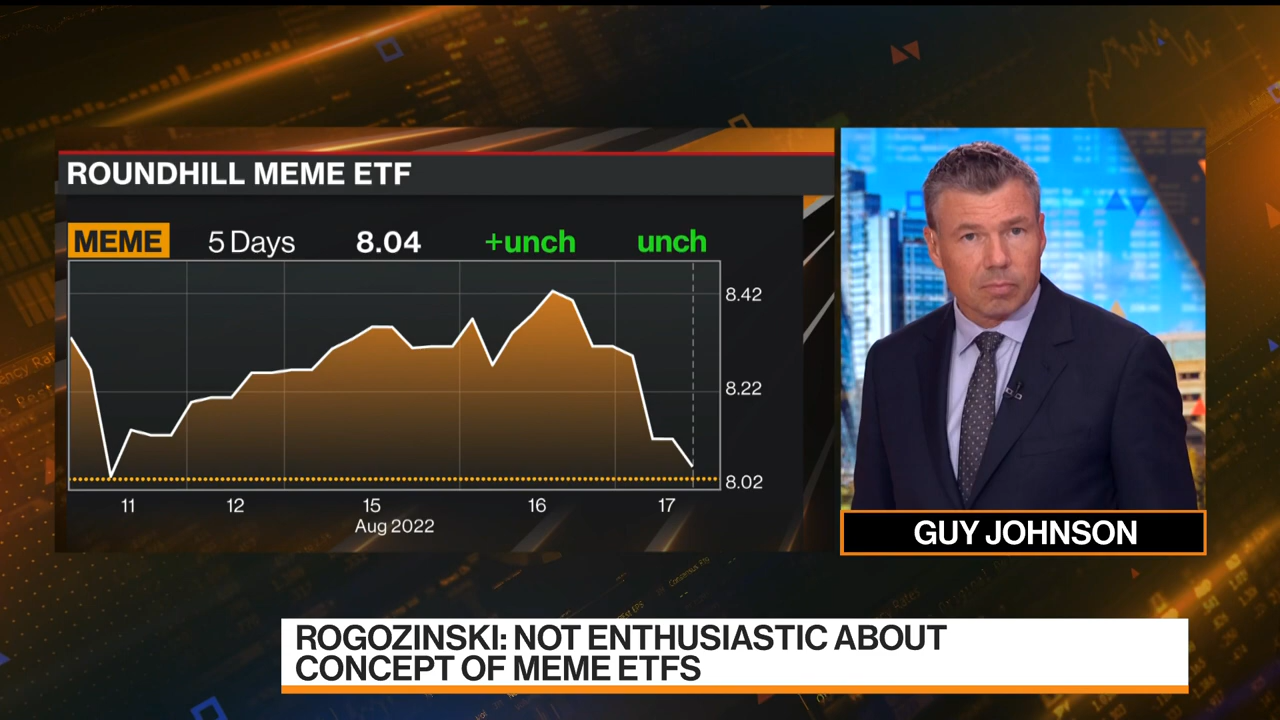 ROUNDHILL MEME ETF
MEME 5 Days 8.04 +unch unch
8.42
8.22
8.02
11 12 15 16 17
Aug 2022
GUY JOHNSON
ROGOZINSKI: NOT ENTHUSIASTIC ABOUT
CONCEPT OF MEME ETFS